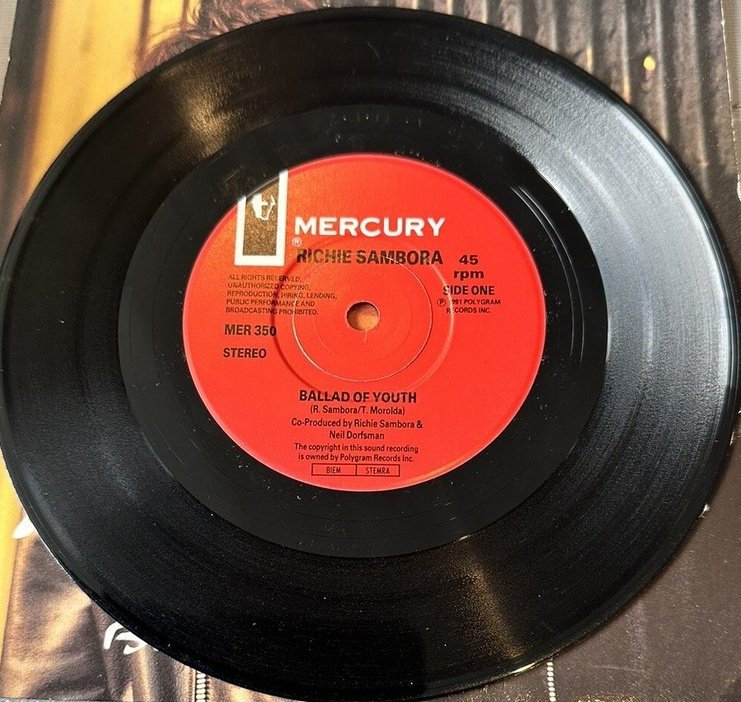 MERCURY
®
RICHIE SAMBORA
45
rpm
SIDE ONE
ALL RIGHTS RESERVED,
UNAUTHORIZED COPYING,
REPRODUCTION, HIRING, LENDING,
PUBLIC PERFORMANCE AND
BROADCASTING PROHIBITED.
℗ 1991 POLYGRAM
RECORDS INC.
MER 350
STEREO
BALLAD OF YOUTH
(R. Sambora/T. Morolda)
Co-Produced by Richie Sambora &
Neil Dorfsman
The copyright in this sound recording
is owned by Polygram Records Inc.
BIEM STEMRA